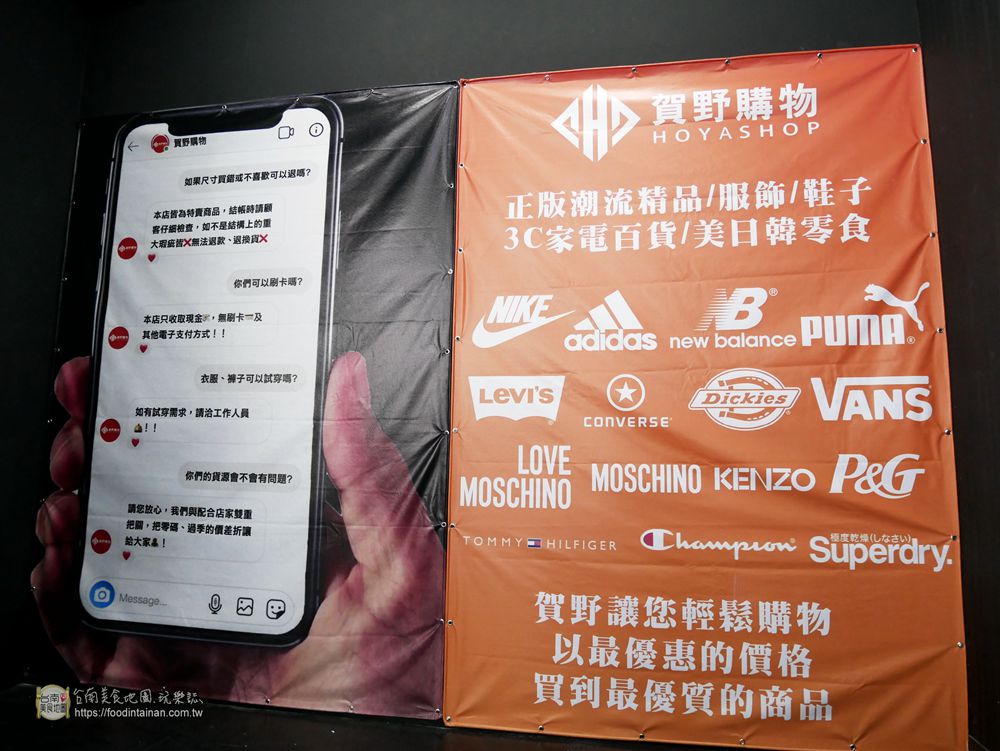 賀野購物
如果尺寸買錯或不喜歡可以退嗎?
本店皆為特賣商品，結帳時請顧
客仔細檢查，如不是結構上的重
大瑕疵皆❌無法退款、退換貨❌
你們可以刷卡嗎?
本店只收取現金💸，無刷卡💳及
其他電子支付方式！！
衣服、褲子可以試穿嗎?
如有試穿需求，請洽工作人員
！！
你們的貨源會不會有問題?
請您放心，我們與配合店家雙重
把關，把零碼、過季的價差折讓
給大家！
Message...
賀野購物
HOYASHOP
正版潮流精品/服飾/鞋子
3C家電百貨/美日韓零食
NIKE
adidas
NB®
new balance
PUMA®
LEVI'S
CONVERSE
Dickies
VANS
LOVE
MOSCHINO
MOSCHINO
KENZO
P&G
TOMMY HILFIGER
Champion
極度乾燥(しなさい)
Superdry.
賀野讓您輕鬆購物
以最優惠的價格
買到最優質的商品
台南
美食地圖
台南美食地圖.玩樂誌
https://foodintainan.com.tw